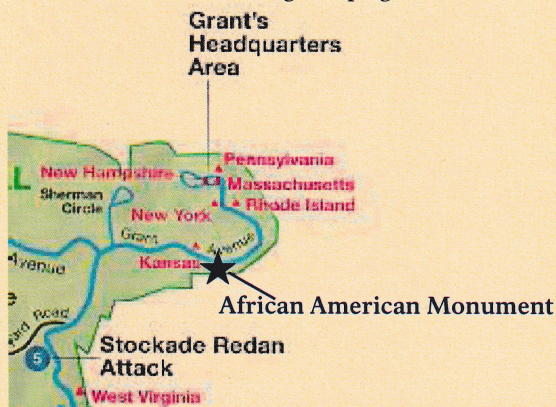 Grant's
Headquarters
Area
Pennsylvania
New Hampshire
Massachusetts
Sherman
Circle
Rhode Island
New York
Grant Avenue
Avenue
Kansas
African American Monument
Road
5
Stockade Redan
Attack
West Virginia